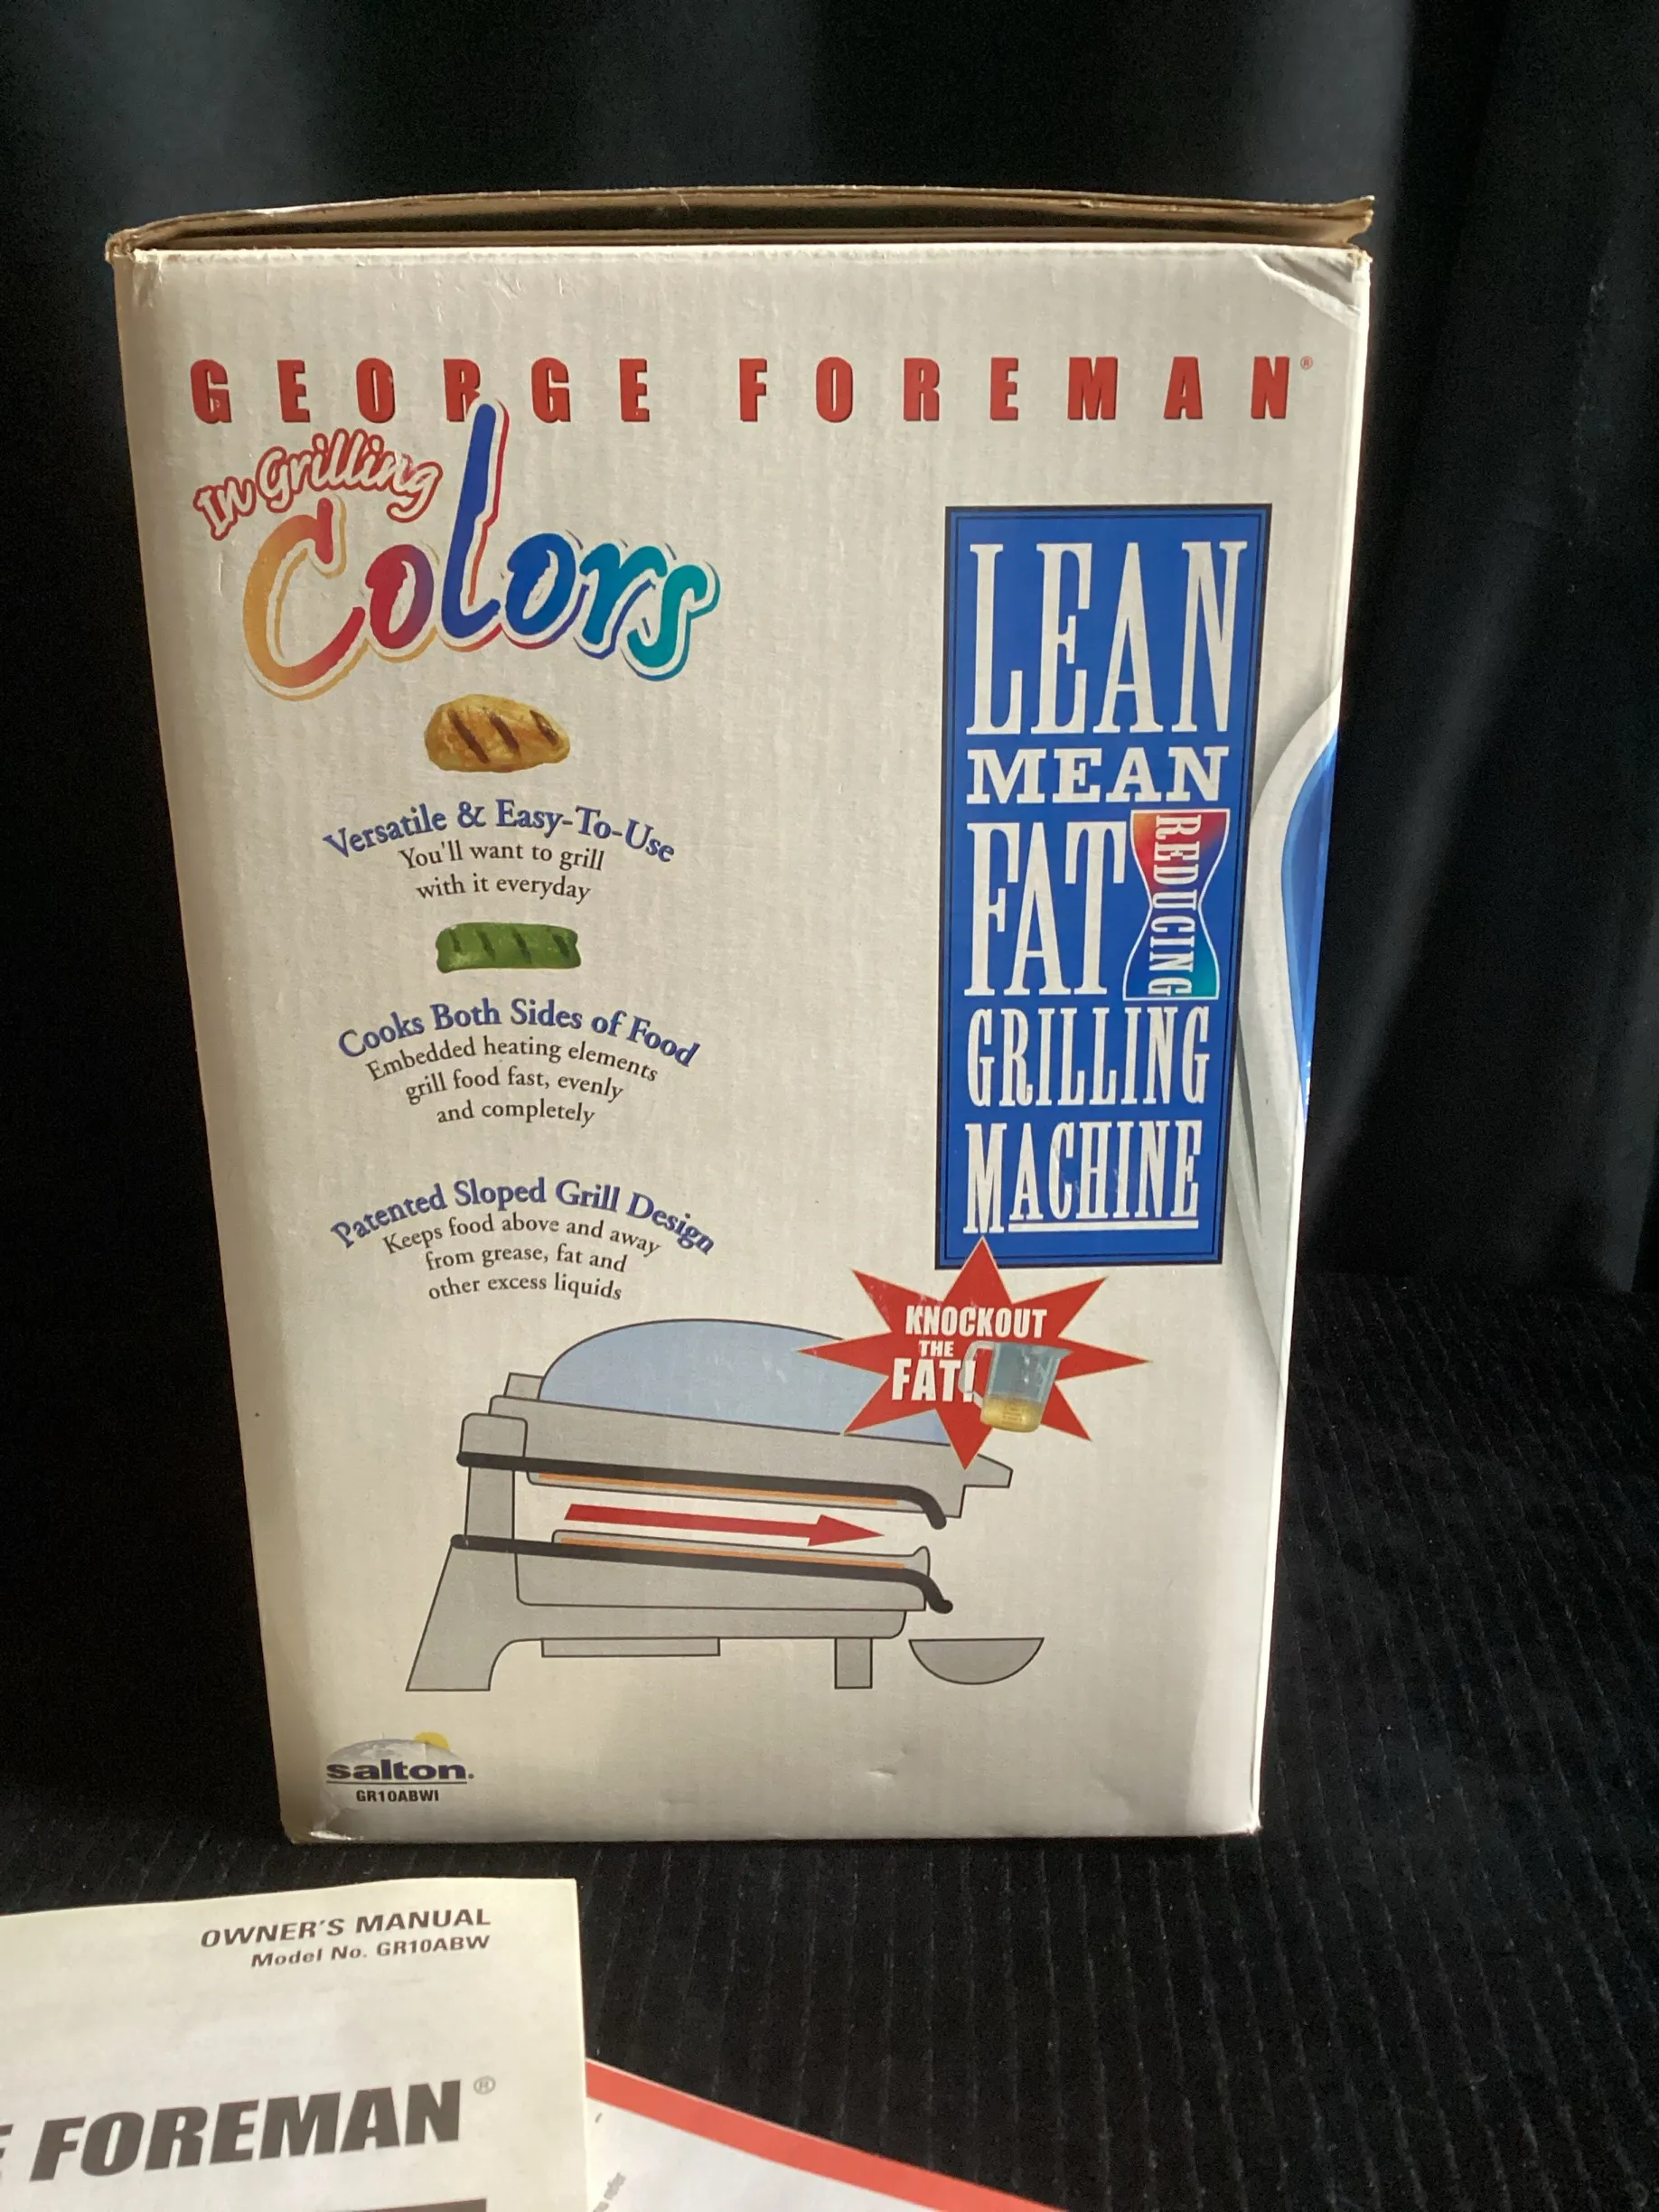 GEORGE FOREMAN®
In Grilling
Colors
Versatile & Easy-To-Use
You'll want to grill
with it everyday
Cooks Both Sides of Food
Embedded heating elements
grill food fast, evenly
and completely
Patented Sloped Grill Design
Keeps food above and away
from grease, fat and
other excess liquids
LEAN
MEAN
FAT
REDUCING
GRILLING
MACHINE
KNOCKOUT
THE
FAT!
salton.
GR10ABWI
OWNER'S MANUAL
Model No. GR10ABW
E FOREMAN®